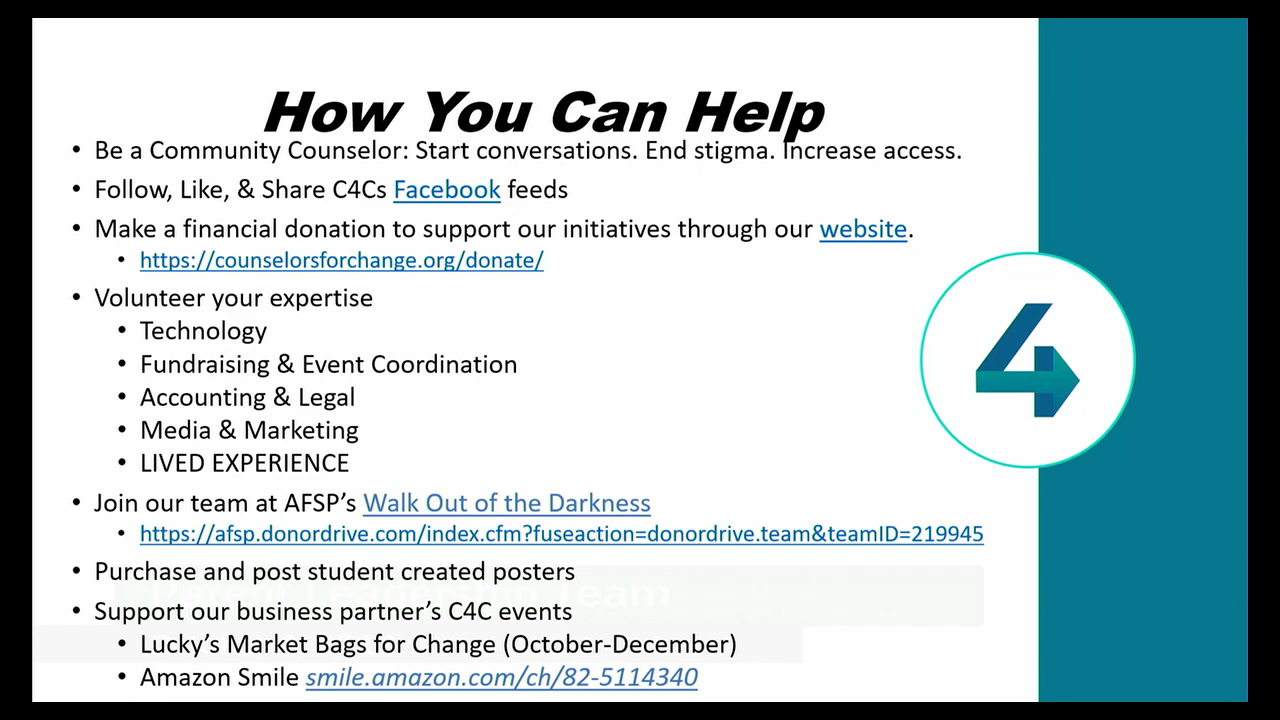 How You Can Help
• Be a Community Counselor: Start conversations. End stigma. Increase access.
• Follow, Like, & Share C4Cs Facebook feeds
• Make a financial donation to support our initiatives through our website.
• https://counselorsforchange.org/donate/
• Volunteer your expertise
• Technology
• Fundraising & Event Coordination
• Accounting & Legal
• Media & Marketing
• LIVED EXPERIENCE
• Join our team at AFSP’s Walk Out of the Darkness
• https://afsp.donordrive.com/index.cfm?fuseaction=donordrive.team&teamID=219945
• Purchase and post student created posters
Parent Leadership Team
• Support our business partner’s C4C events
• Lucky’s Market Bags for Change (October-December)
• Amazon Smile smile.amazon.com/ch/82-5114340
4